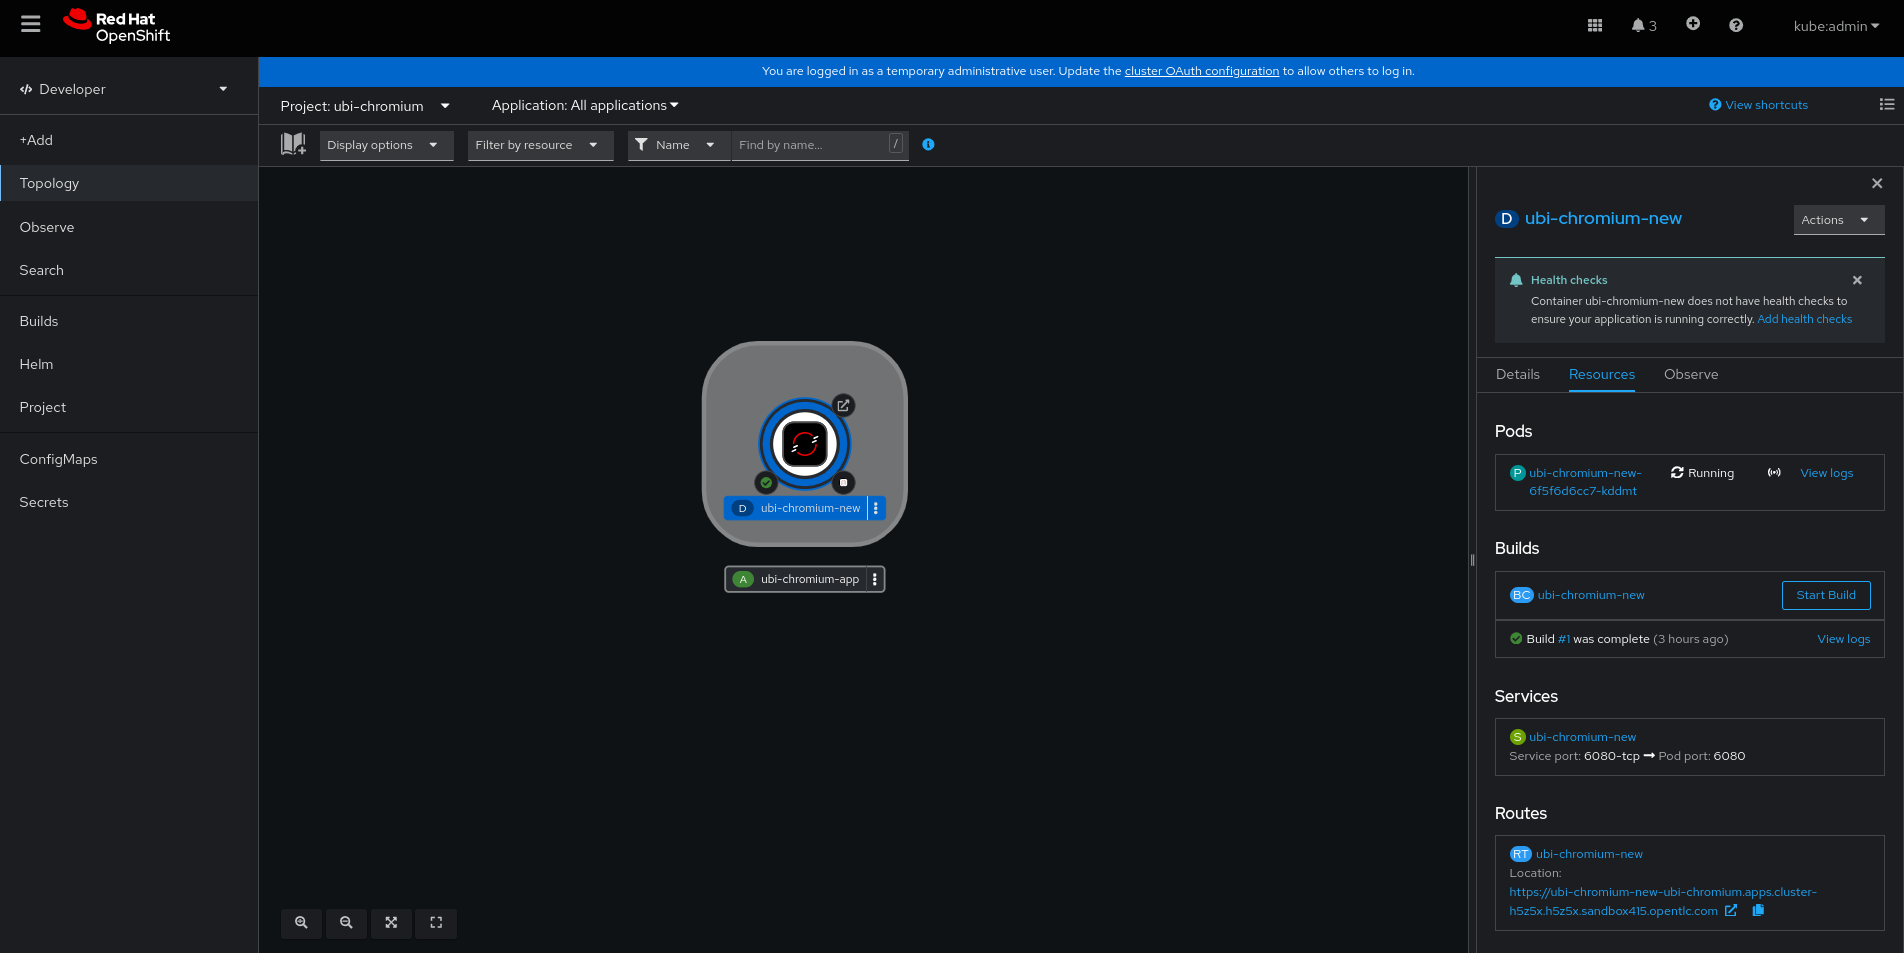 Red Hat
OpenShift
3
kube:admin
You are logged in as a temporary administrative user. Update the cluster OAuth configuration to allow others to log in.
Developer
+Add
Topology
Observe
Search
Builds
Helm
Project
ConfigMaps
Secrets
Project: ubi-chromium
Application: All applications
View shortcuts
Display options
Filter by resource
Name
Find by name...
/
D ubi-chromium-new
A ubi-chromium-app
D ubi-chromium-new
Actions
Health checks
Container ubi-chromium-new does not have health checks to
ensure your application is running correctly. Add health checks
Details
Resources
Observe
Pods
P ubi-chromium-new-
6f5f6d6cc7-kddmt
Running
View logs
Builds
BC ubi-chromium-new
Start Build
Build #1 was complete (3 hours ago)
View logs
Services
S ubi-chromium-new
Service port: 6080-tcp → Pod port: 6080
Routes
RT ubi-chromium-new
Location:
https://ubi-chromium-new-ubi-chromium.apps.cluster-
h5z5x.h5z5x.sandbox415.opentlc.com